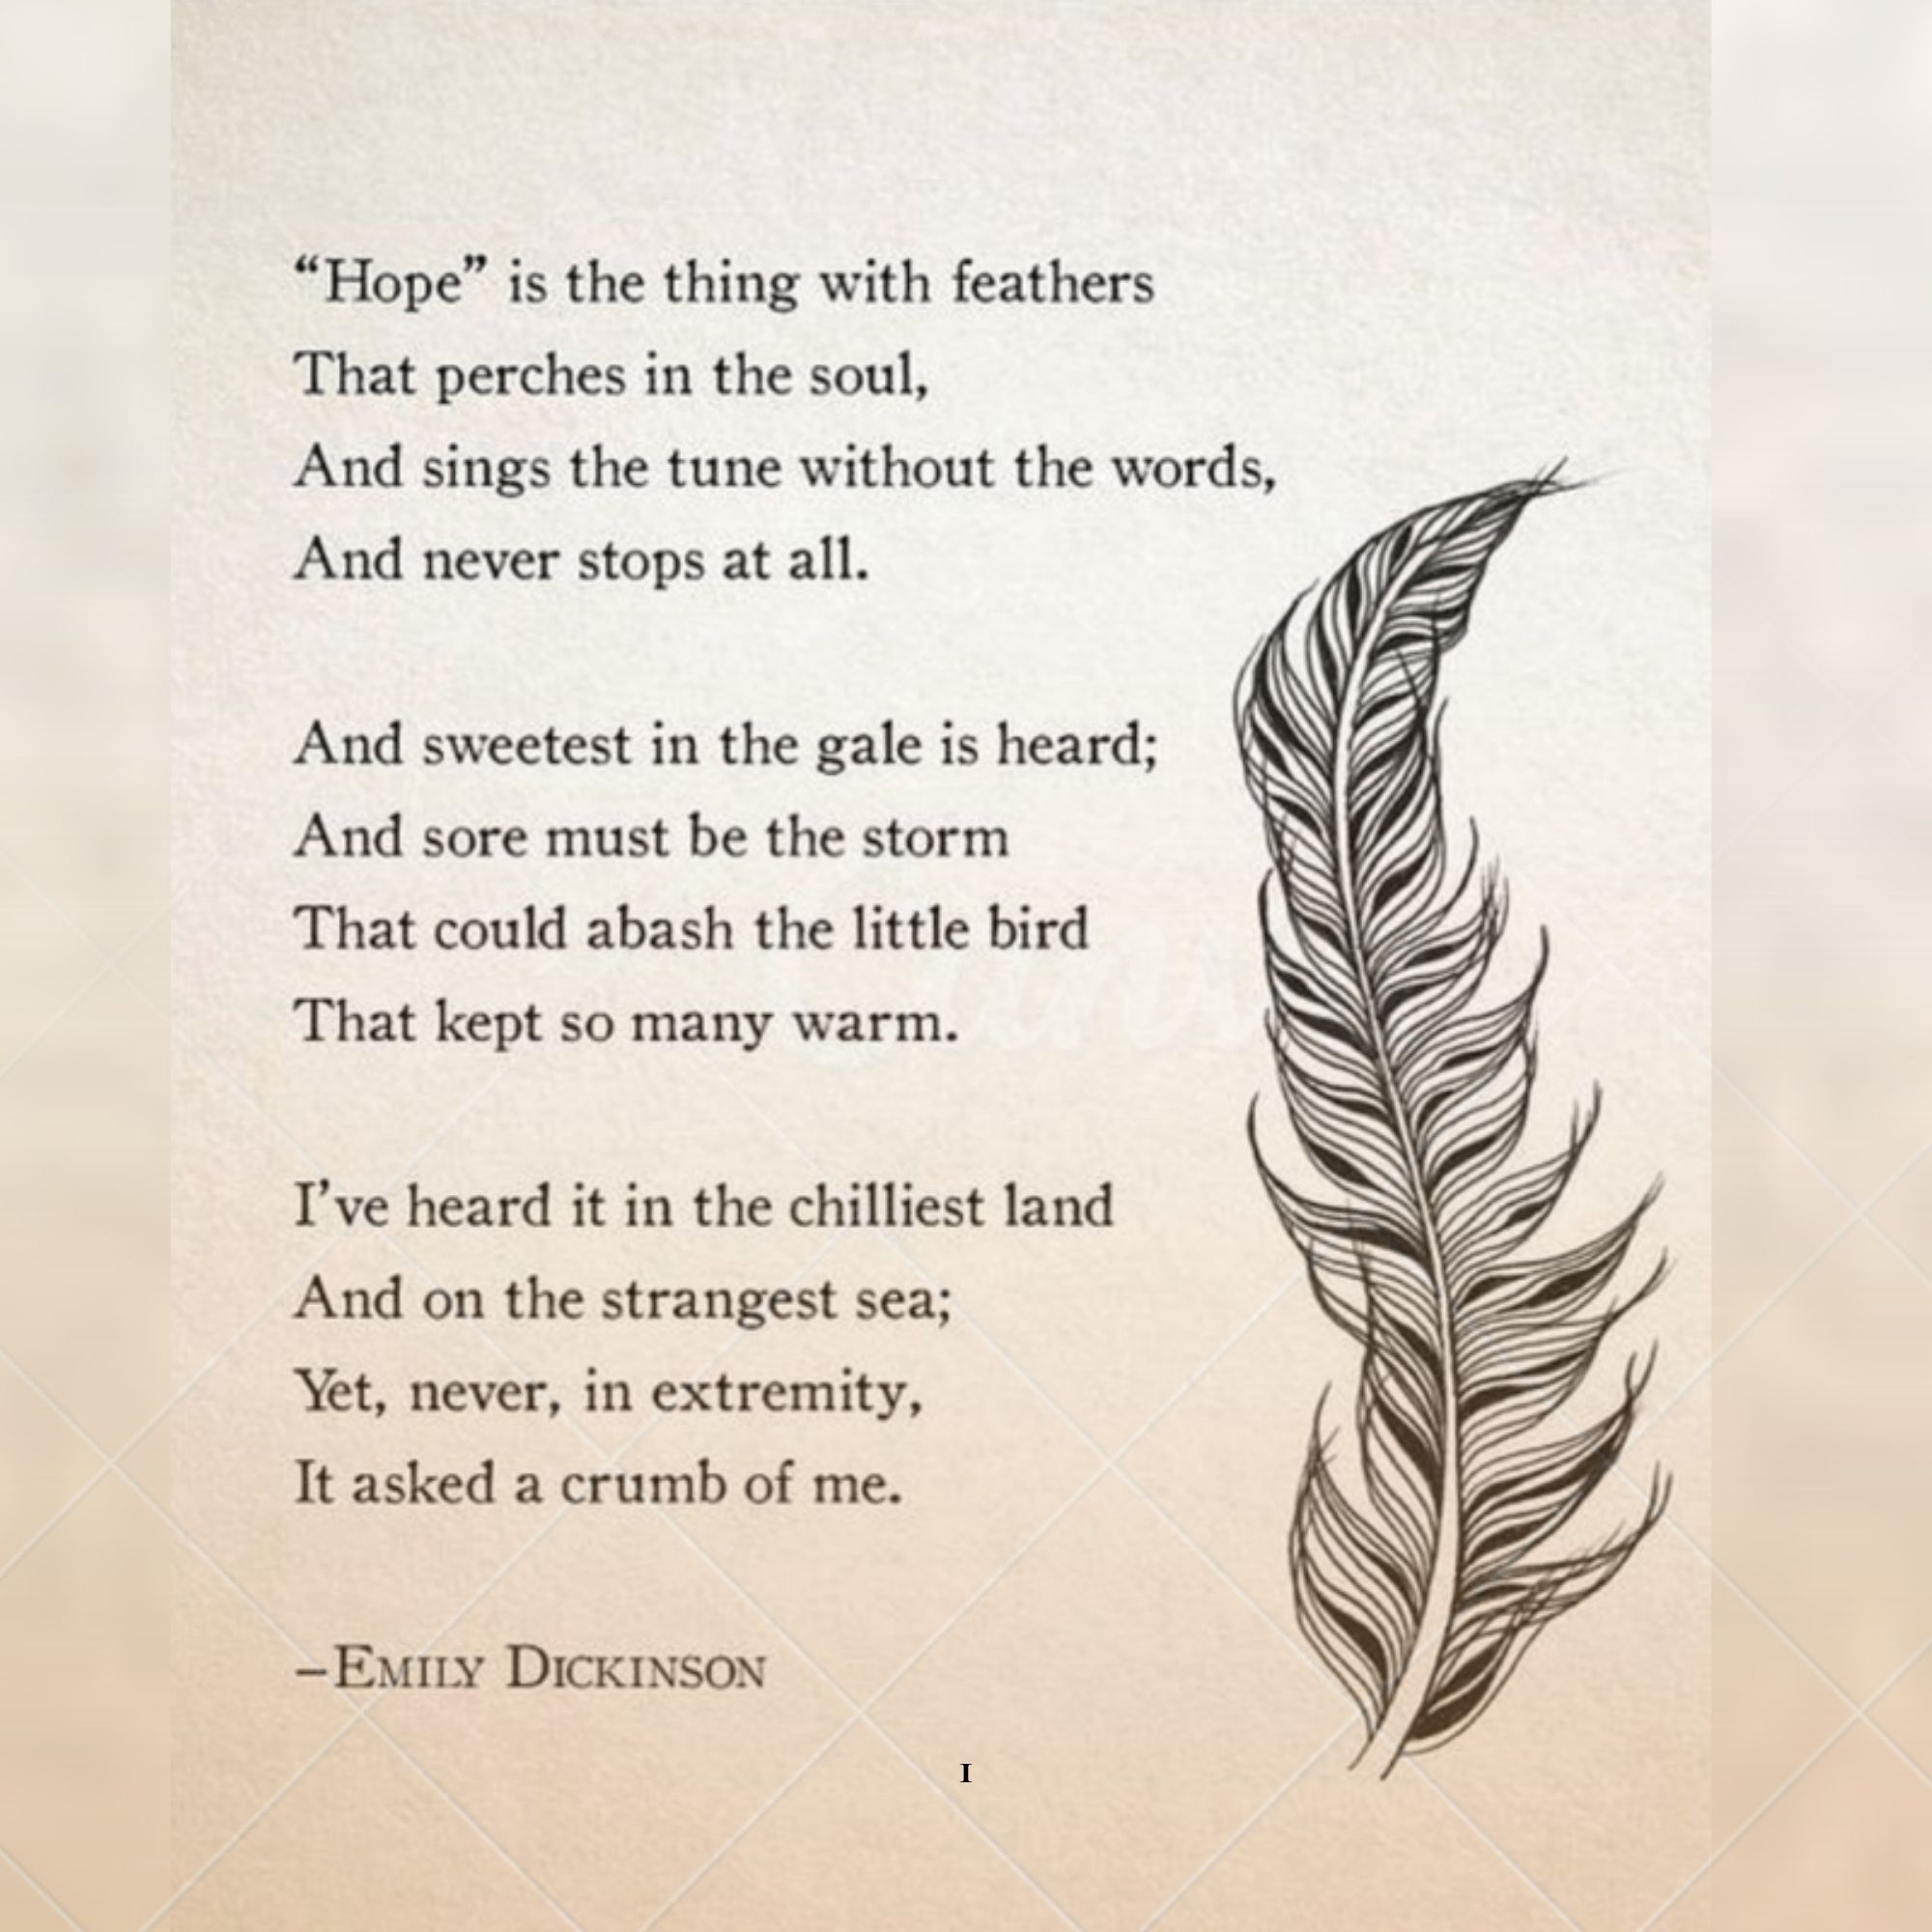 “Hope” is the thing with feathers
That perches in the soul,
And sings the tune without the words,
And never stops at all.
And sweetest in the gale is heard;
And sore must be the storm
That could abash the little bird
That kept so many warm.
I’ve heard it in the chilliest land
And on the strangest sea;
Yet, never, in extremity,
It asked a crumb of me.
–EMILY DICKINSON
I